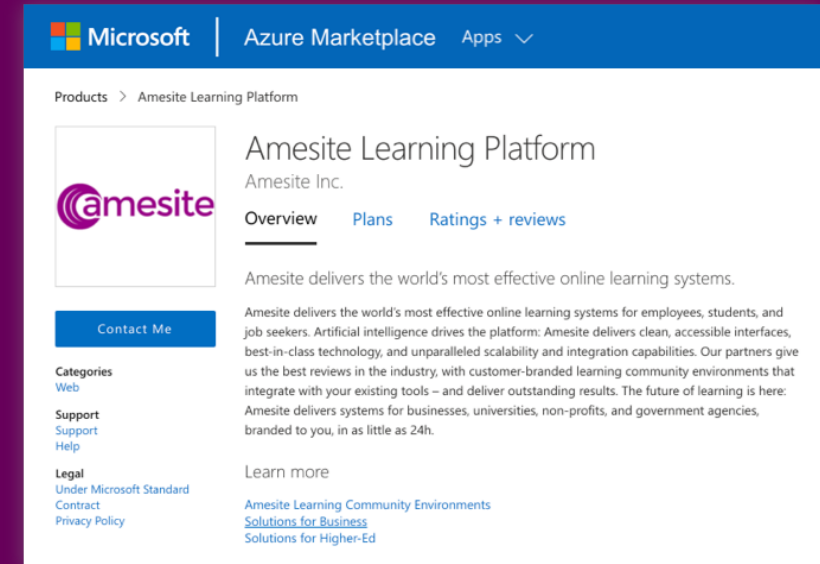 Microsoft Azure Marketplace Apps
Products > Amesite Learning Platform
amesite
Amesite Learning Platform
Amesite Inc.
Overview Plans Ratings + reviews
Amesite delivers the world's most effective online learning systems.
Amesite delivers the world's most effective online learning systems for employees, students, and
job seekers. Artificial intelligence drives the platform: Amesite delivers clean, accessible interfaces,
best-in-class technology, and unparalleled scalability and integration capabilities. Our partners give
us the best reviews in the industry, with customer-branded learning community environments that
integrate with your existing tools – and deliver outstanding results. The future of learning is here:
Amesite delivers systems for businesses, universities, non-profits, and government agencies,
branded to you, in as little as 24h.
Learn more
Amesite Learning Community Environments
Solutions for Business
Solutions for Higher-Ed
Contact Me
Categories
Web
Support
Support
Help
Legal
Under Microsoft Standard
Contract
Privacy Policy